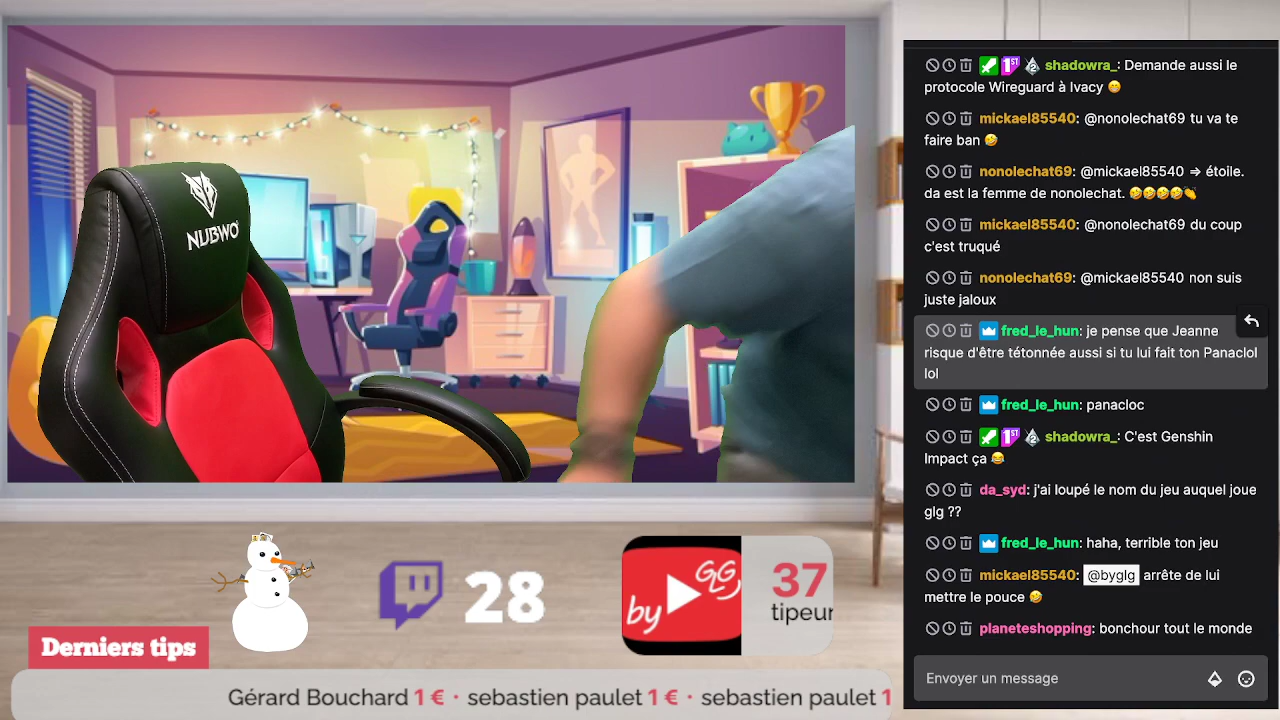 NUBWO
shadowra_: Demande aussi le
protocole Wireguard à Ivacy 😁
mickael85540: @nonolechat69 tu va te
faire ban 🤣
nonolechat69: @mickael85540 => étoile.
da est la femme de nonolechat. 🤣🤣🤣🤣👏
mickael85540: @nonolechat69 du coup
c'est truqué
nonolechat69: @mickael85540 non suis
juste jaloux
fred_le_hun: je pense que Jeanne
risque d'être tétonnée aussi si tu lui fait ton Panaclol
lol
fred_le_hun: panacloc
shadowra_: C'est Genshin
Impact ça 😂
da_syd: j'ai loupé le nom du jeu auquel joue
glg ??
fred_le_hun: haha, terrible ton jeu
mickael85540: @byglg arrête de lui
mettre le pouce 🤣
planeteshopping: bonchour tout le monde
Envoyer un message
28
by GLG
37
tipeur
Derniers tips
Gérard Bouchard 1 € · sebastien paulet 1 € · sebastien paulet 1